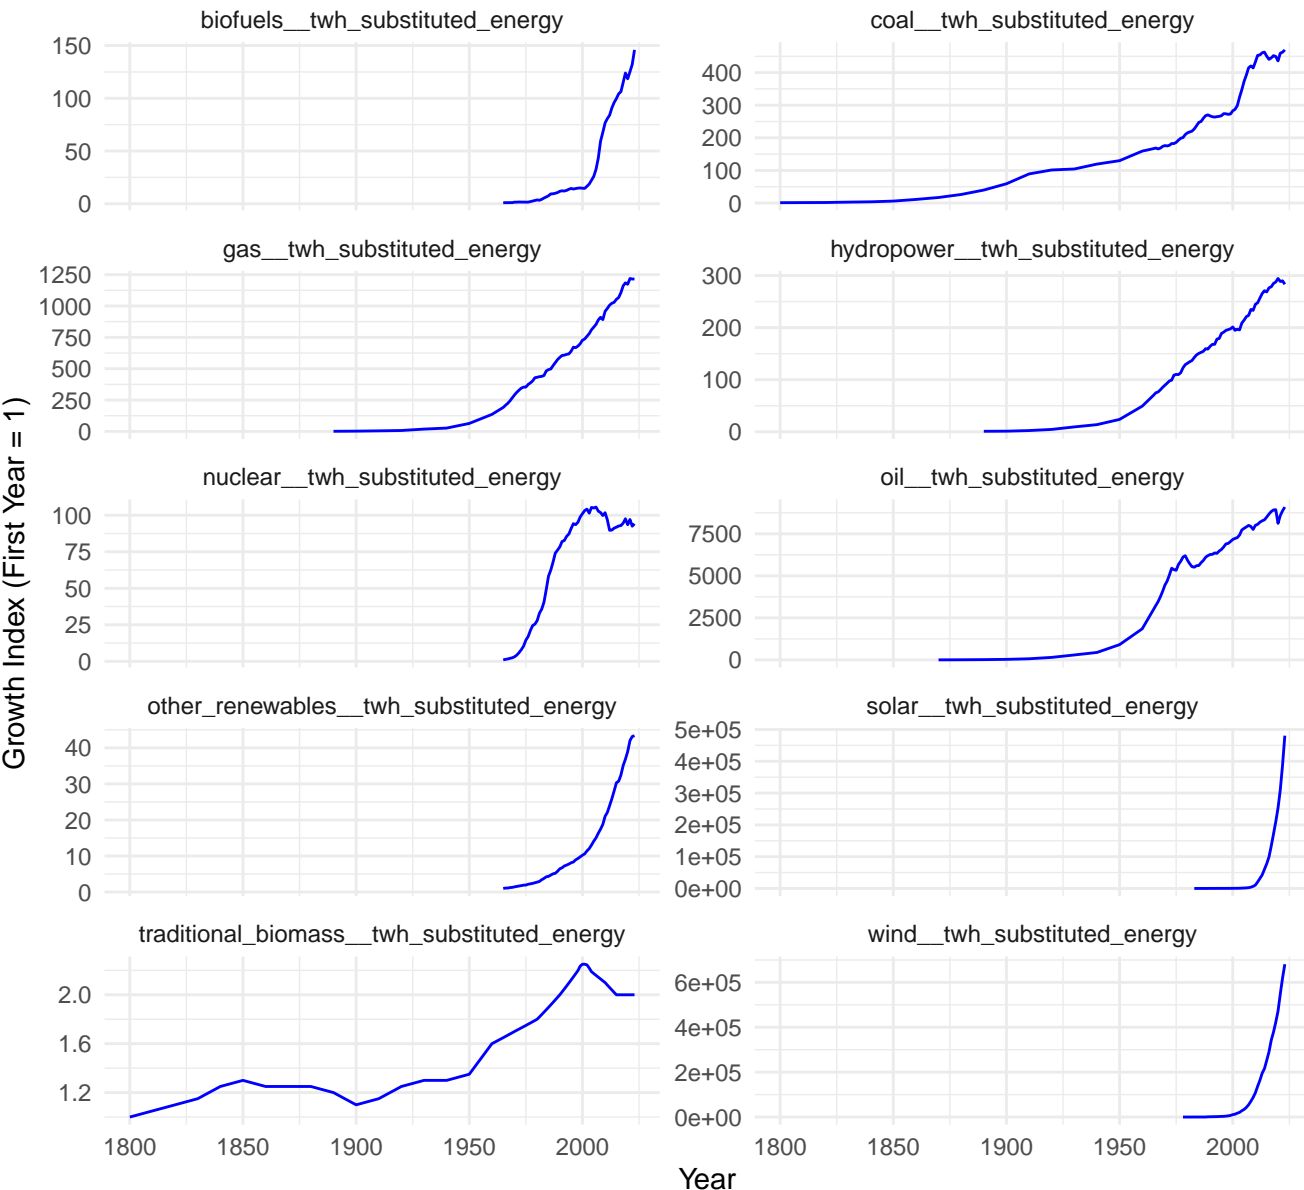 biofuels__twh_substituted_energy
150
100
50
0
coal__twh_substituted_energy
400
300
200
100
0
gas__twh_substituted_energy
1250
1000
750
500
250
0
hydropower__twh_substituted_energy
300
200
100
0
nuclear__twh_substituted_energy
100
75
50
25
0
oil__twh_substituted_energy
7500
5000
2500
0
other_renewables__twh_substituted_energy
40
30
20
10
0
solar__twh_substituted_energy
5e+05
4e+05
3e+05
2e+05
1e+05
0e+00
traditional_biomass__twh_substituted_energy
2.0
1.6
1.2
wind__twh_substituted_energy
6e+05
4e+05
2e+05
0e+00
1800 1850 1900 1950 2000
1800 1850 1900 1950 2000
Year
Growth Index (First Year = 1)